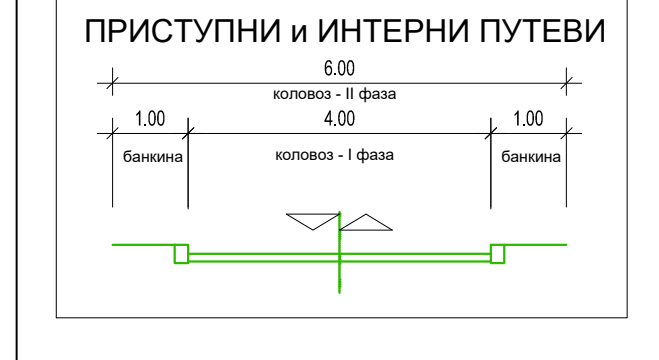 ПРИСТУПНИ и ИНТЕРНИ ПУТЕВИ
6.00
коловоз - II фаза
1.00 4.00 1.00
банкина коловоз - I фаза банкина